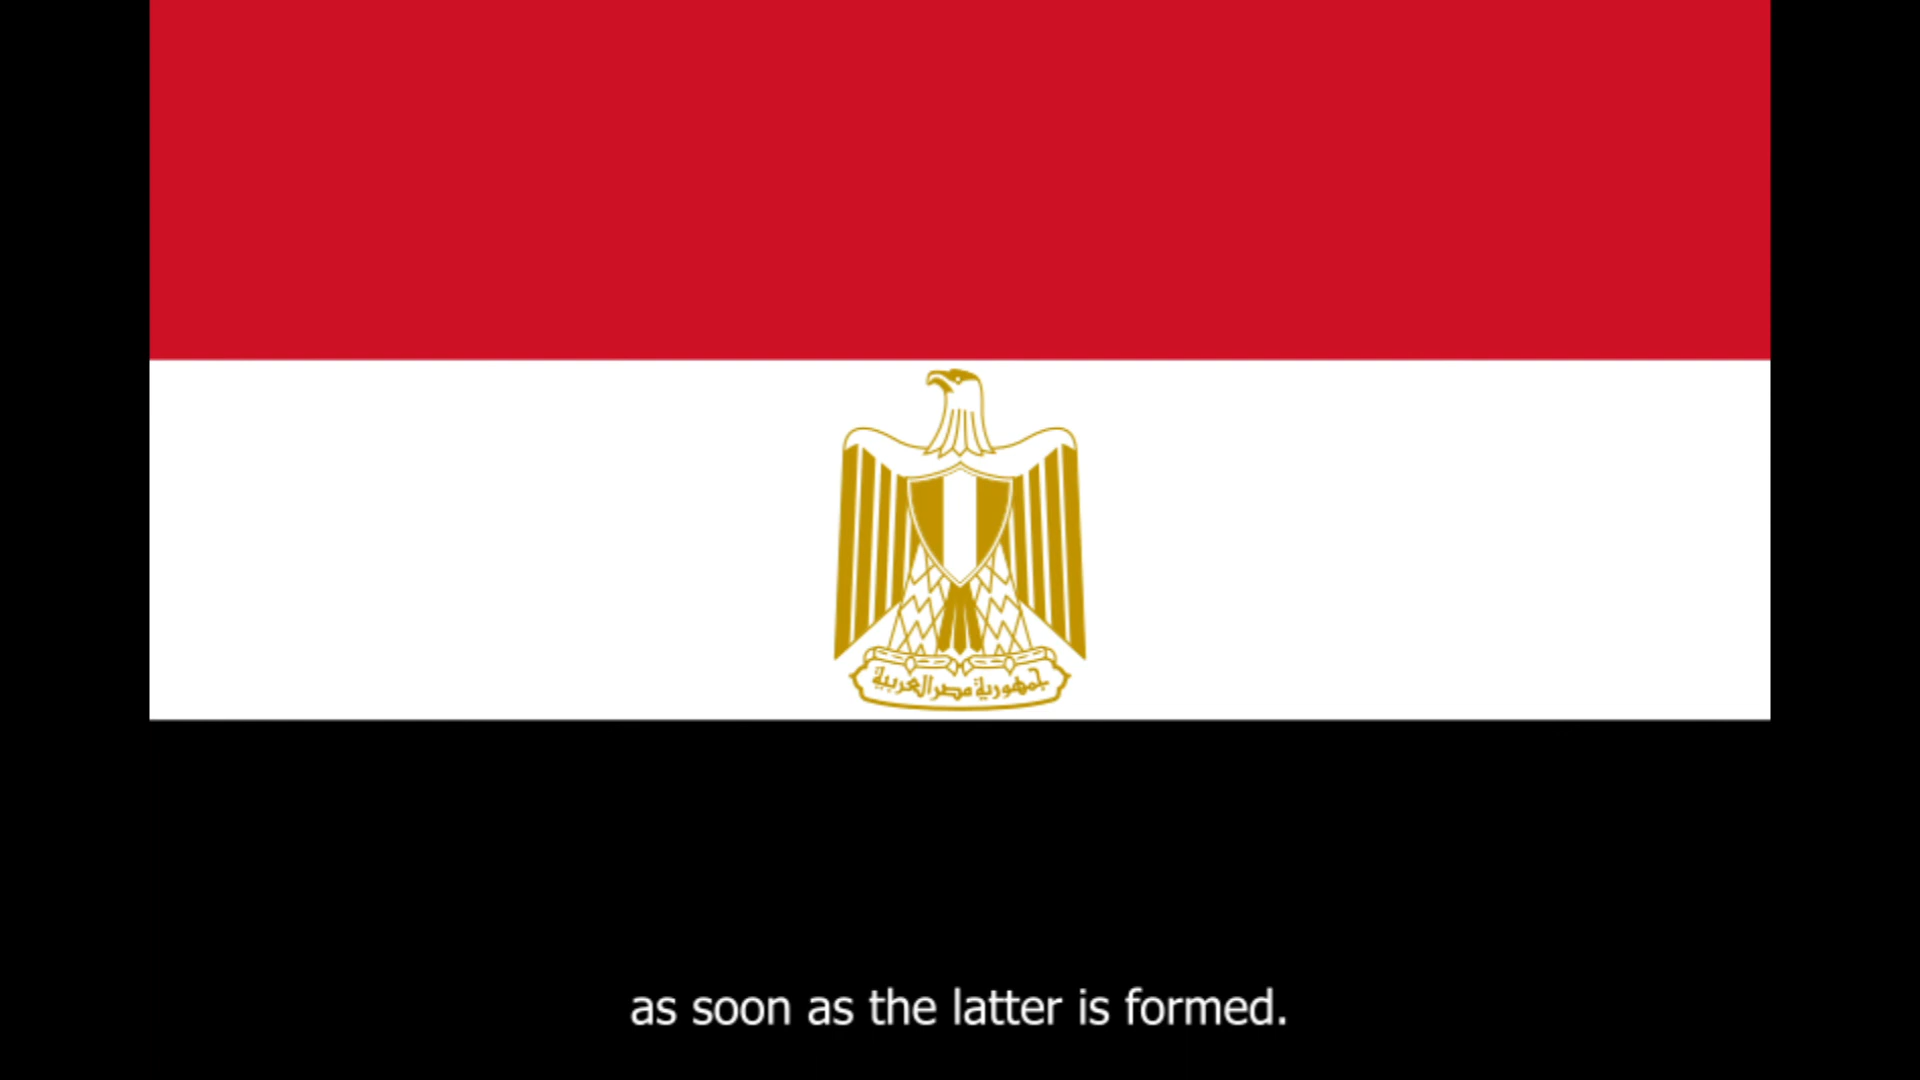 جمهورية مصر العربية
as soon as the latter is formed.